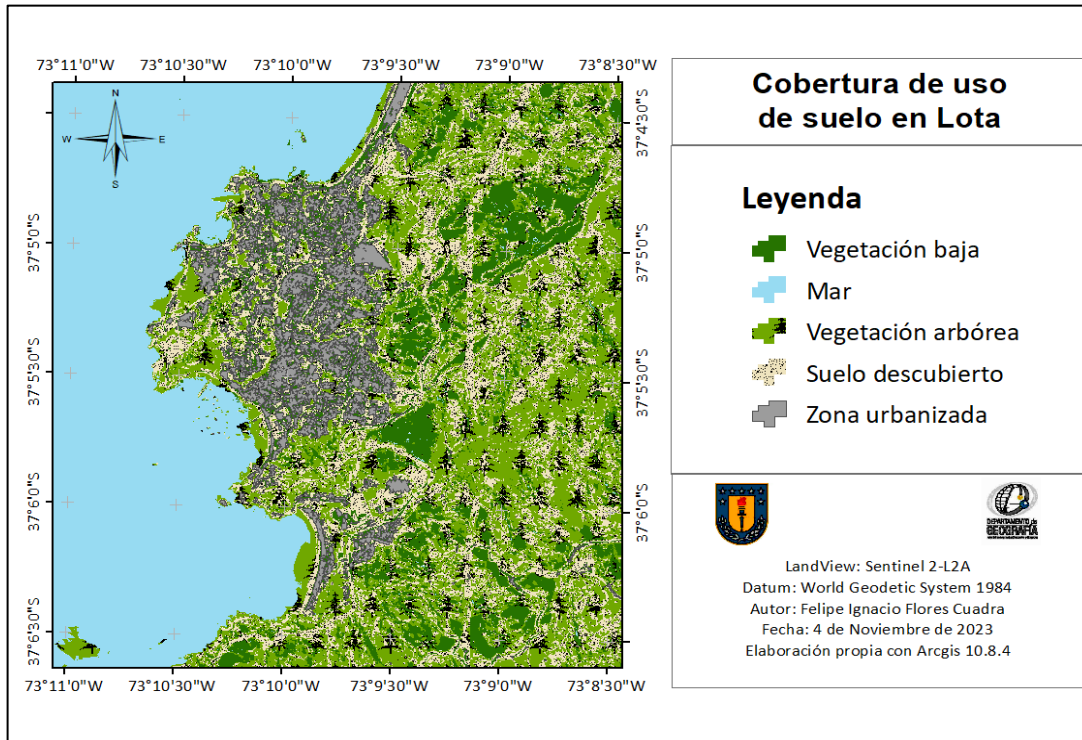 73°11'0"W 73°10'30"W 73°10'0"W 73°9'30"W 73°9'0"W 73°8'30"W
N
W E
S
37°4'30"S
37°5'0"S 37°5'0"S
37°5'30"S 37°5'30"S
37°6'0"S 37°6'0"S
37°6'30"S
73°11'0"W 73°10'30"W 73°10'0"W 73°9'30"W 73°9'0"W 73°8'30"W
Cobertura de uso
de suelo en Lota
Leyenda
Vegetación baja
Mar
Vegetación arbórea
Suelo descubierto
Zona urbanizada
DEPARTAMENTO de
GEOGRAFÍA
LandView: Sentinel 2-L2A
Datum: World Geodetic System 1984
Autor: Felipe Ignacio Flores Cuadra
Fecha: 4 de Noviembre de 2023
Elaboración propia con Arcgis 10.8.4